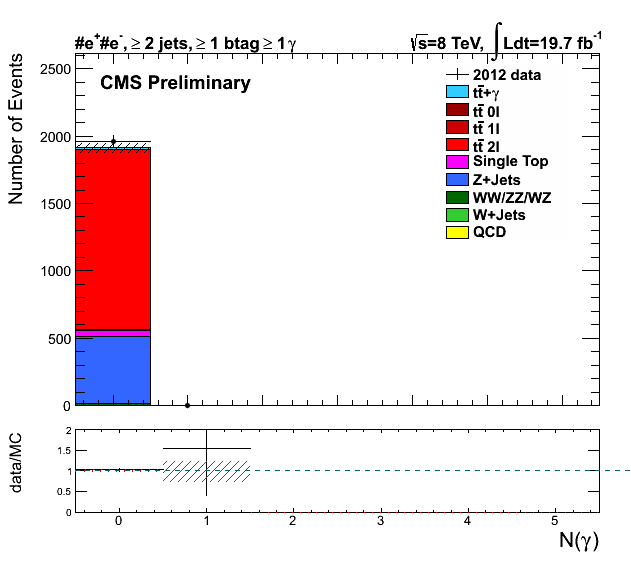 #e⁺#e⁻, ≥ 2 jets, ≥ 1 btag ≥ 1γ
√s=8 TeV, ∫Ldt=19.7 fb⁻¹
CMS Preliminary
2012 data
tt̄+γ
tt̄ 0l
tt̄ 1l
tt̄ 2l
Single Top
Z+Jets
WW/ZZ/WZ
W+Jets
QCD
Number of Events
2500
2000
1500
1000
500
0
data/MC
2
1.5
1
0.5
0
0 1 2 3 4 5
N(γ)